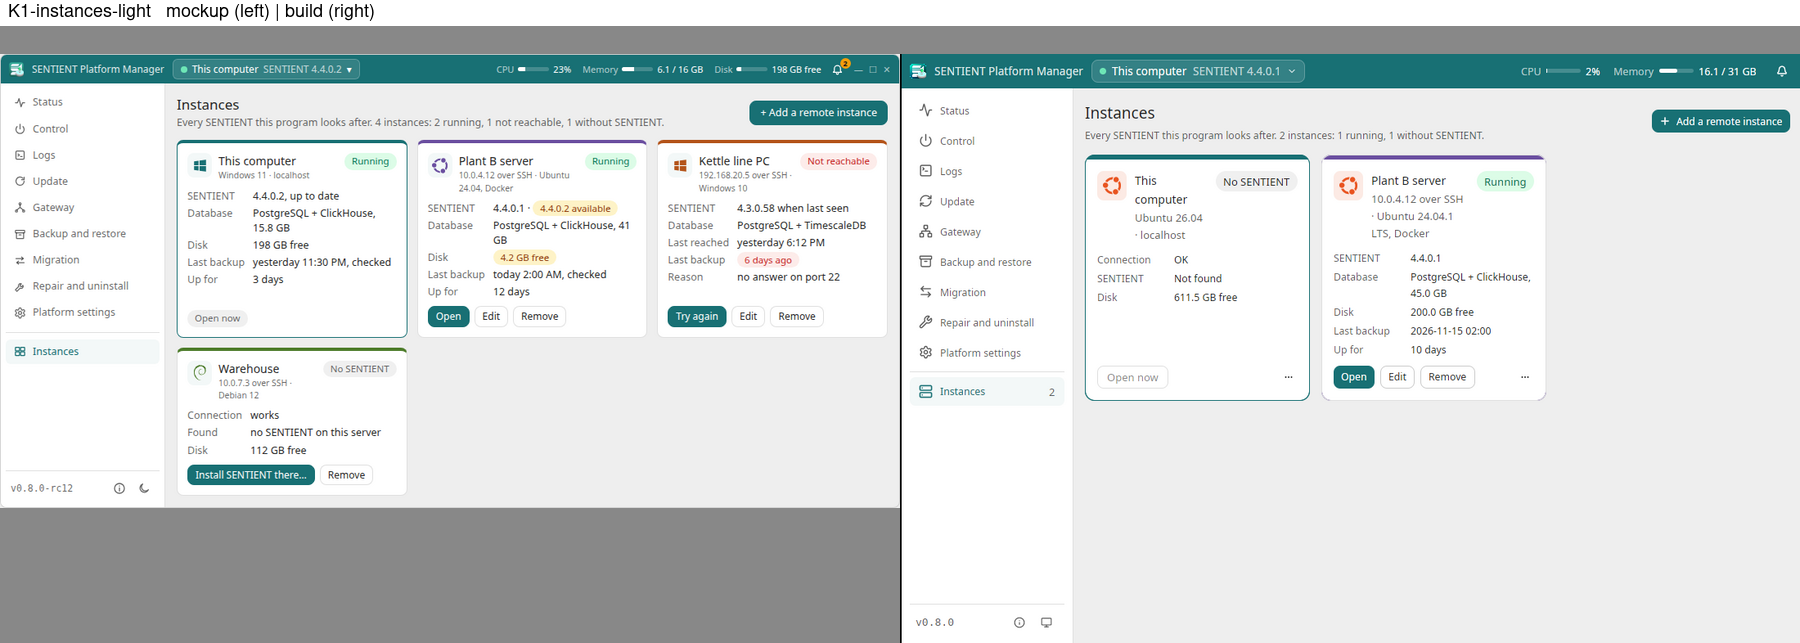 K1-instances-light mockup (left) | build (right)
SENTIENT Platform Manager
This computer SENTIENT 4.4.0.2 ▾
CPU 23% Memory 6.1 / 16 GB Disk 198 GB free 2
Status
Control
Logs
Update
Gateway
Backup and restore
Migration
Repair and uninstall
Platform settings
Instances
v0.8.0-rc12
Instances
Every SENTIENT this program looks after. 4 instances: 2 running, 1 not reachable, 1 without SENTIENT.
+ Add a remote instance
This computer Running
Windows 11 · localhost
SENTIENT 4.4.0.2, up to date
Database PostgreSQL + ClickHouse,
15.8 GB
Disk 198 GB free
Last backup yesterday 11:30 PM, checked
Up for 3 days
Open now
Plant B server Running
10.0.4.12 over SSH · Ubuntu
24.04, Docker
SENTIENT 4.4.0.1 · 4.4.0.2 available
Database PostgreSQL + ClickHouse, 41
GB
Disk 4.2 GB free
Last backup today 2:00 AM, checked
Up for 12 days
Open Edit Remove
Kettle line PC Not reachable
192.168.20.5 over SSH ·
Windows 10
SENTIENT 4.3.0.58 when last seen
Database PostgreSQL + TimescaleDB
Last reached yesterday 6:12 PM
Last backup 6 days ago
Reason no answer on port 22
Try again Edit Remove
Warehouse No SENTIENT
10.0.7.3 over SSH ·
Debian 12
Connection works
Found no SENTIENT on this server
Disk 112 GB free
Install SENTIENT there... Remove
SENTIENT Platform Manager
This computer SENTIENT 4.4.0.1
CPU 2% Memory 16.1 / 31 GB
Status
Control
Logs
Update
Gateway
Backup and restore
Migration
Repair and uninstall
Platform settings
Instances 2
v0.8.0
Instances
Every SENTIENT this program looks after. 2 instances: 1 running, 1 without SENTIENT.
+ Add a remote instance
This
computer
No SENTIENT
Ubuntu 26.04
· localhost
Connection OK
SENTIENT Not found
Disk 611.5 GB free
Open now ...
Plant B server Running
10.0.4.12 over SSH
· Ubuntu 24.04.1
LTS, Docker
SENTIENT 4.4.0.1
Database PostgreSQL + ClickHouse,
45.0 GB
Disk 200.0 GB free
Last backup 2026-11-15 02:00
Up for 10 days
Open Edit Remove ...